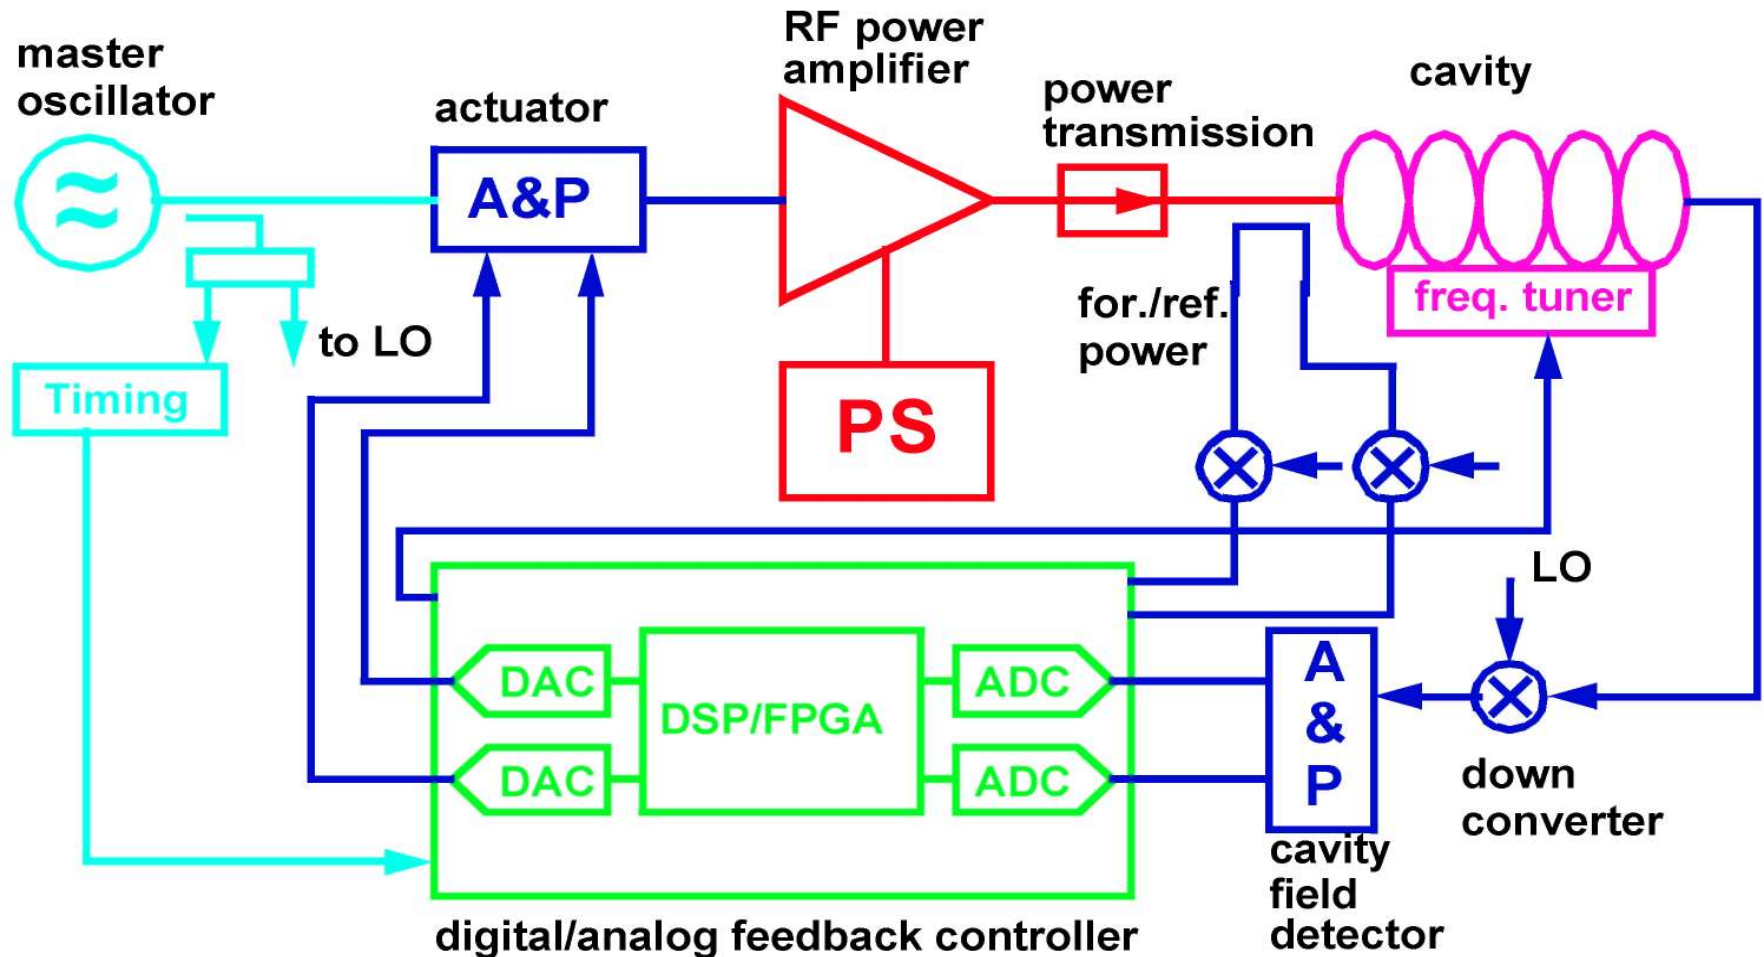 master
oscillator
actuator
RF power
amplifier
power
transmission
cavity
A&P
freq. tuner
for./ref.
power
to LO
Timing
PS
LO
DAC
DSP/FPGA
ADC
DAC
ADC
A
&
P
down
converter
cavity
field
detector
digital/analog feedback controller